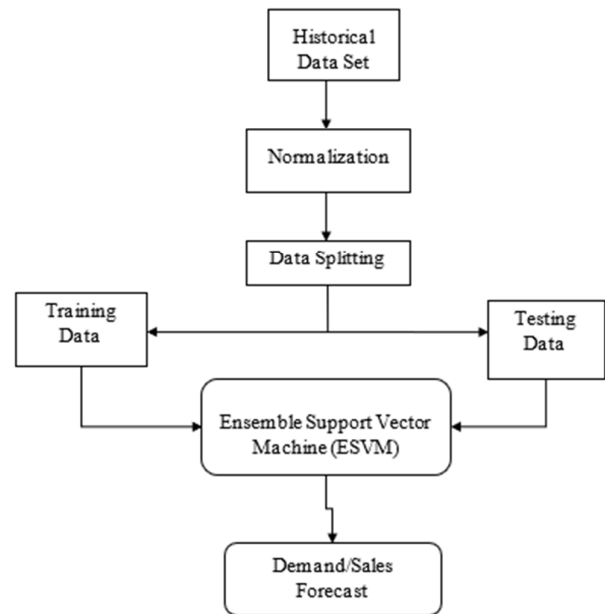 Historical
Data Set
Normalization
Data Splitting
Training
Data
Testing
Data
Ensemble Support Vector
Machine (ESVM)
Demand/Sales
Forecast